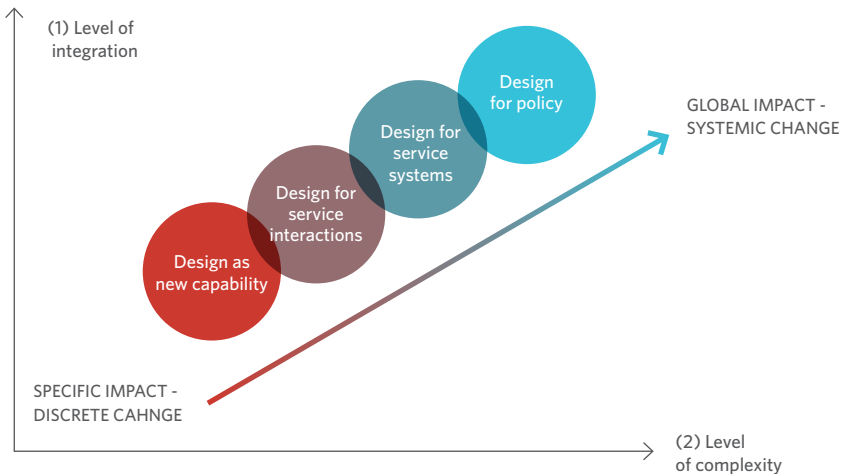 (1) Level of
integration
Design
for policy
GLOBAL IMPACT -
SYSTEMIC CHANGE
Design for
service
systems
Design for
service
interactions
Design as
new capability
SPECIFIC IMPACT -
DISCRETE CAHNGE
(2) Level
of complexity